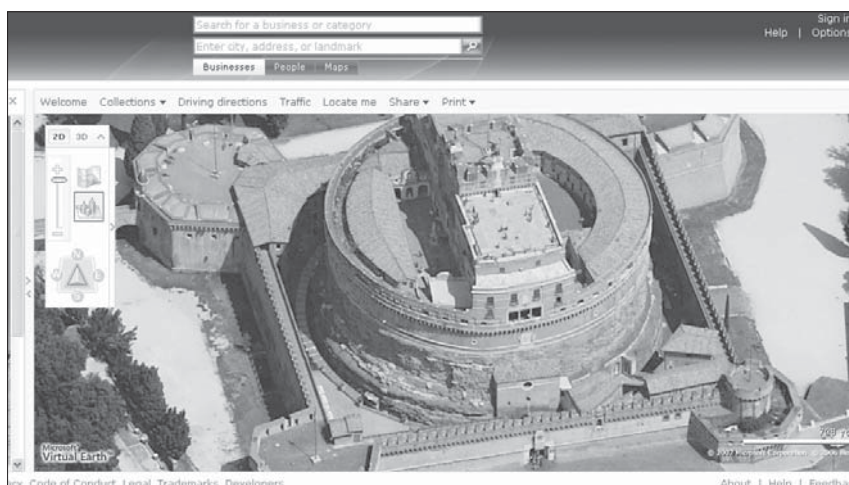 Search for a business or category
Sign in
Enter city, address, or landmark
Help | Options
Businesses People Maps
Welcome Collections ▾ Driving directions Traffic Locate me Share ▾ Print ▾
2D 3D
Microsoft
Virtual Earth
© 2007 Microsoft Corporation © 2006
Code of Conduct Legal Trademarks Developers
About | Help |